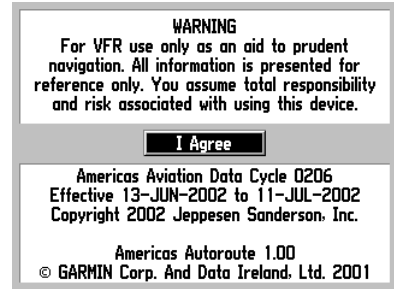 WARNING
For VFR use only as an aid to prudent
navigation. All information is presented for
reference only. You assume total responsibility
and risk associated with using this device.
I Agree
Americas Aviation Data Cycle 0206
Effective 13-JUN-2002 to 11-JUL-2002
Copyright 2002 Jeppesen Sanderson, Inc.
Americas Autoroute 1.00
© GARMIN Corp. And Data Ireland, Ltd. 2001